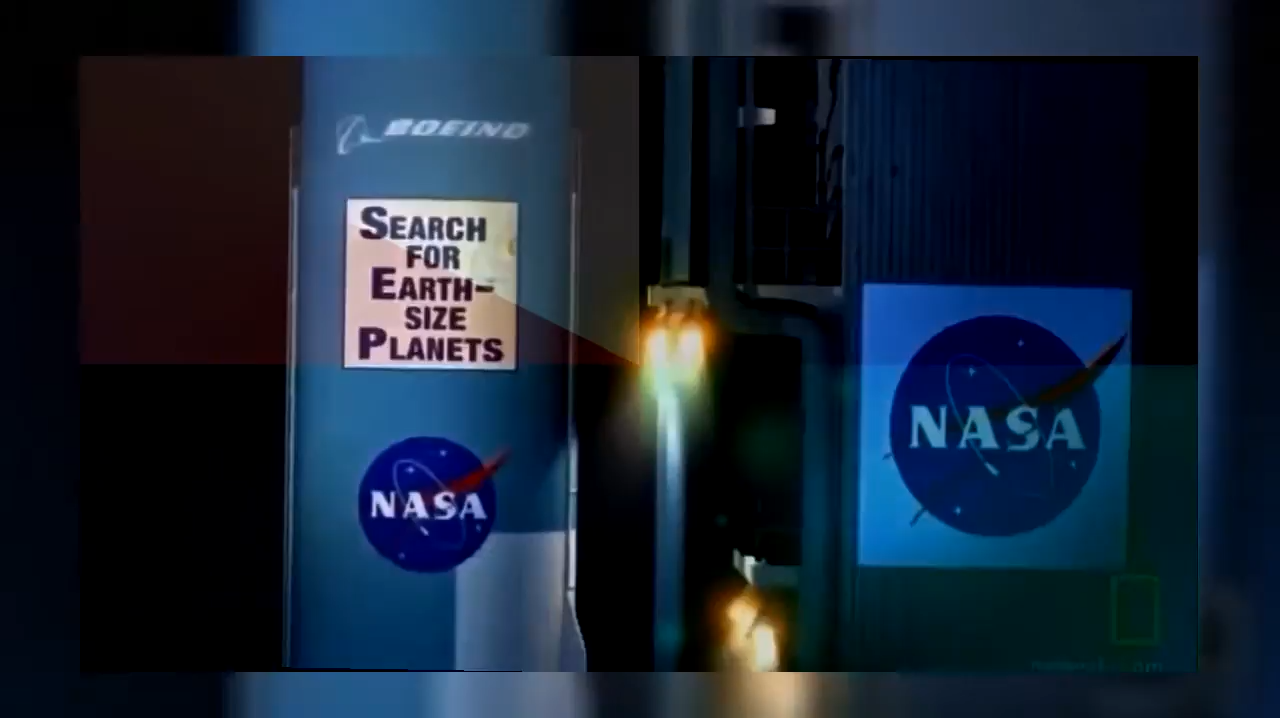 BOEING
SEARCH
FOR
EARTH-
SIZE
PLANETS
NASA
NASA